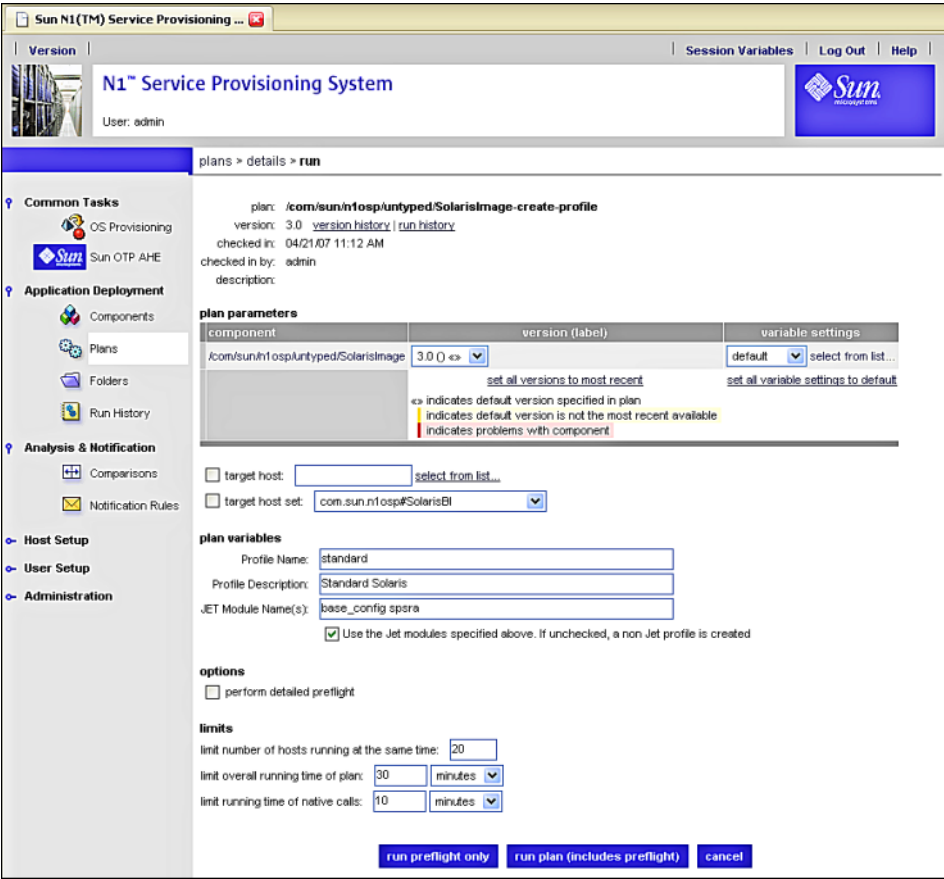 Sun N1(TM) Service Provisioning ...
Version
Session Variables | Log Out | Help
N1™ Service Provisioning System
User: admin
Sun
microsystems
plans > details > run
Common Tasks
OS Provisioning
Sun
Sun OTP AHE
Application Deployment
Components
Plans
Folders
Run History
Analysis & Notification
Comparisons
Notification Rules
Host Setup
User Setup
Administration
plan: /com/sun/n1osp/untyped/SolarisImage-create-profile
version: 3.0 version history | run history
checked in: 04/21/07 11:12 AM
checked in by: admin
description:
plan parameters
component version (label) variable settings
/com/sun/n1osp/untyped/SolarisImage 3.0 () <> default select from list...
set all versions to most recent set all variable settings to default
<> indicates default version specified in plan
indicates default version is not the most recent available
indicates problems with component
target host: select from list...
target host set: com.sun.n1osp#SolarisBI
plan variables
Profile Name: standard
Profile Description: Standard Solaris
JET Module Name(s): base_config spsra
Use the Jet modules specified above. If unchecked, a non Jet profile is created
options
perform detailed preflight
limits
limit number of hosts running at the same time: 20
limit overall running time of plan: 30 minutes
limit running time of native calls: 10 minutes
run preflight only run plan (includes preflight) cancel